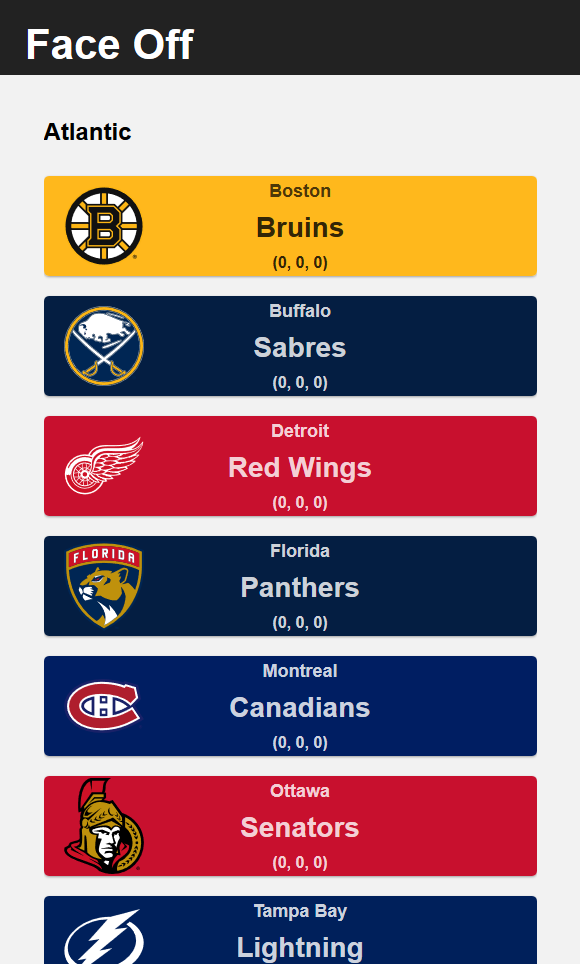 Face Off
Atlantic
B
Boston
Bruins
(0, 0, 0)
Buffalo
Sabres
(0, 0, 0)
Detroit
Red Wings
(0, 0, 0)
FLORIDA
Florida
Panthers
(0, 0, 0)
CH
Montreal
Canadians
(0, 0, 0)
Ottawa
Senators
(0, 0, 0)
Tampa Bay
Lightning